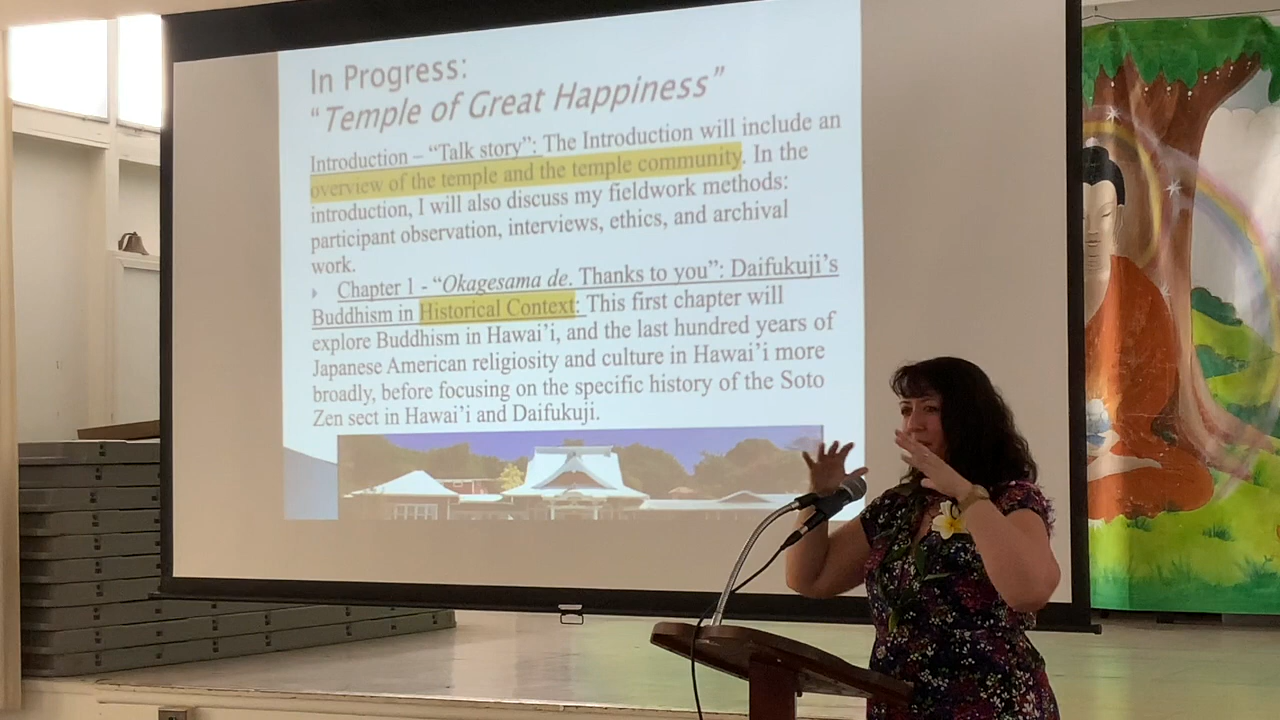 In Progress:
“Temple of Great Happiness”
Introduction – “Talk story”: The Introduction will include an
overview of the temple and the temple community. In the
introduction, I will also discuss my fieldwork methods:
participant observation, interviews, ethics, and archival
work.
Chapter 1 - “Okagesama de. Thanks to you”: Daifukuji’s
Buddhism in Historical Context: This first chapter will
explore Buddhism in Hawai’i, and the last hundred years of
Japanese American religiosity and culture in Hawai’i more
broadly, before focusing on the specific history of the Soto
Zen sect in Hawai’i and Daifukuji.